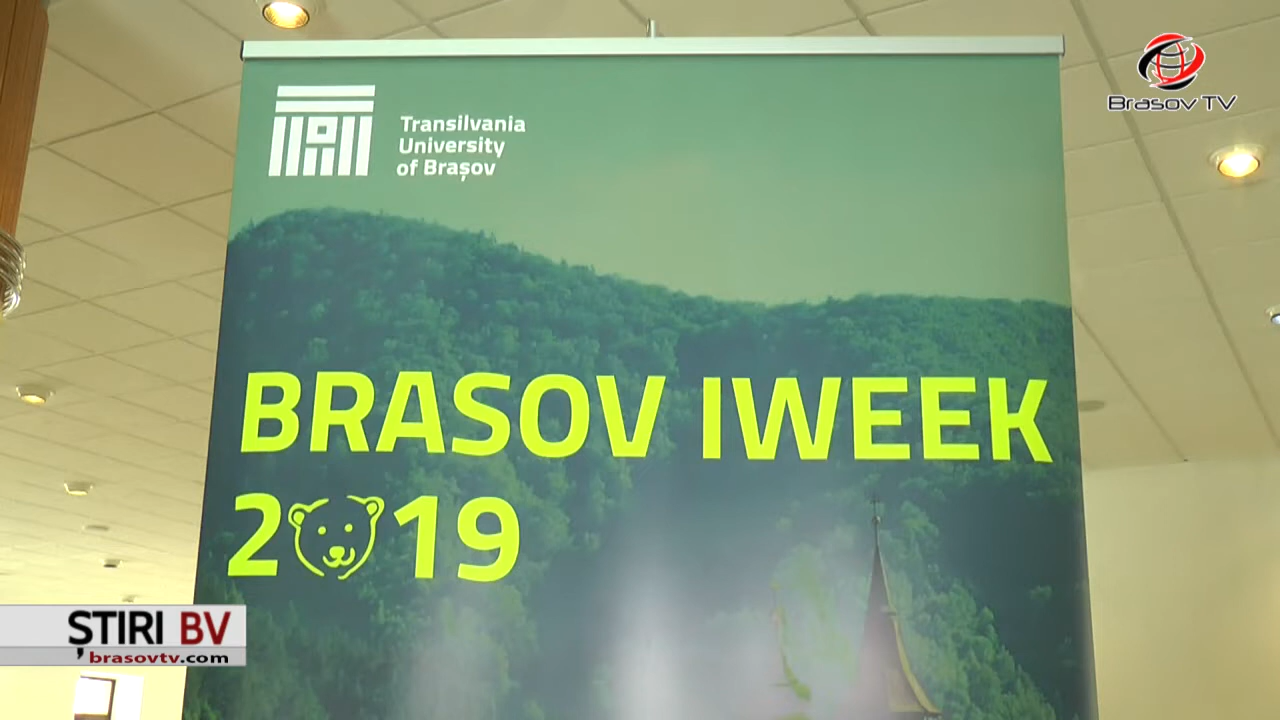 Brasov TV
Transilvania
University
of Brașov
BRASOV IWEEK
2019
ȘTIRI BV
brasovtv.com